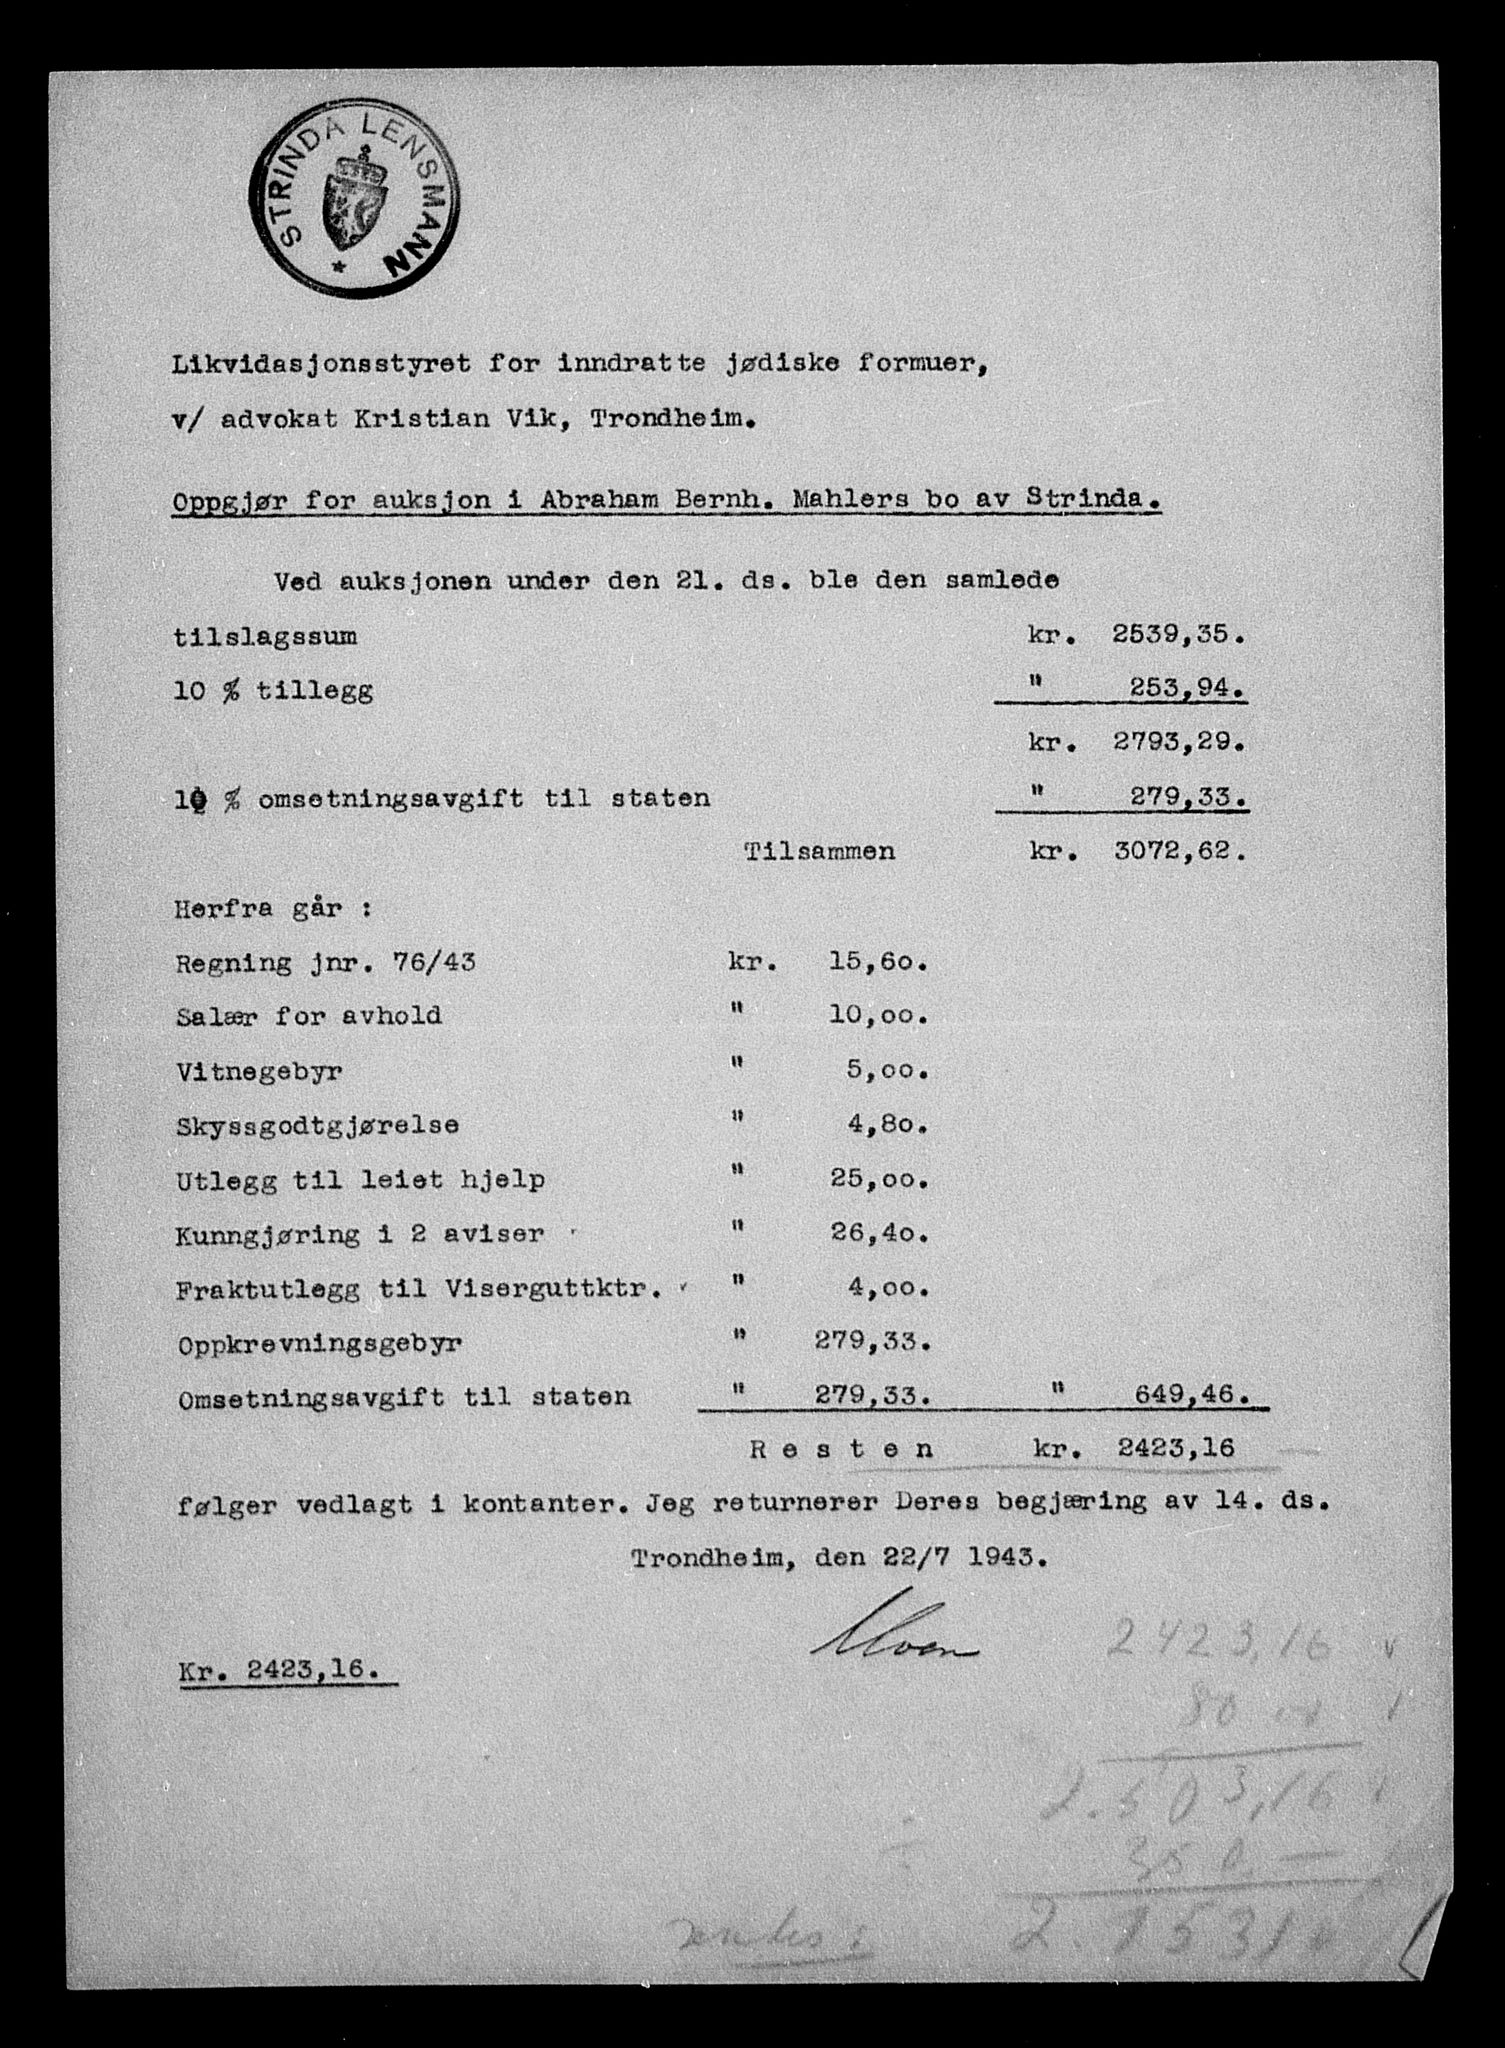 STRINDA LENSMANN *
Likvidasjonsstyret for inndratte jødiske formuer,
v/ advokat Kristian Vik, Trondheim.
Oppgjør for auksjon i Abraham Bernh. Mahlers bo av Strinda.
Ved auksjonen under den 21. ds. ble den samlede
tilslagssum kr. 2539,35.
10 % tillegg " 253,94.
kr. 2793,29.
10 % omsetningsavgift til staten " 279,33.
Tilsammen kr. 3072,62.
Herfra går :
Regning jnr. 76/43 kr. 15,60.
Salær for avhold " 10,00.
Vitnegebyr " 5,00.
Skyssgodtgjørelse " 4,80.
Utlegg til leiet hjelp " 25,00.
Kunngjøring i 2 aviser " 26,40.
Fraktutlegg til Viserguttktr. " 4,00.
Oppkrevningsgebyr " 279,33.
Omsetningsavgift til staten " 279,33. " 649,46.
Resten kr. 2423,16
følger vedlagt i kontanter. Jeg returnerer Deres begjæring av 14. ds.
Trondheim, den 22/7 1943.
2423,16
Kr. 2423,16.
80
2.503,16
÷ 350 —
2.153,16